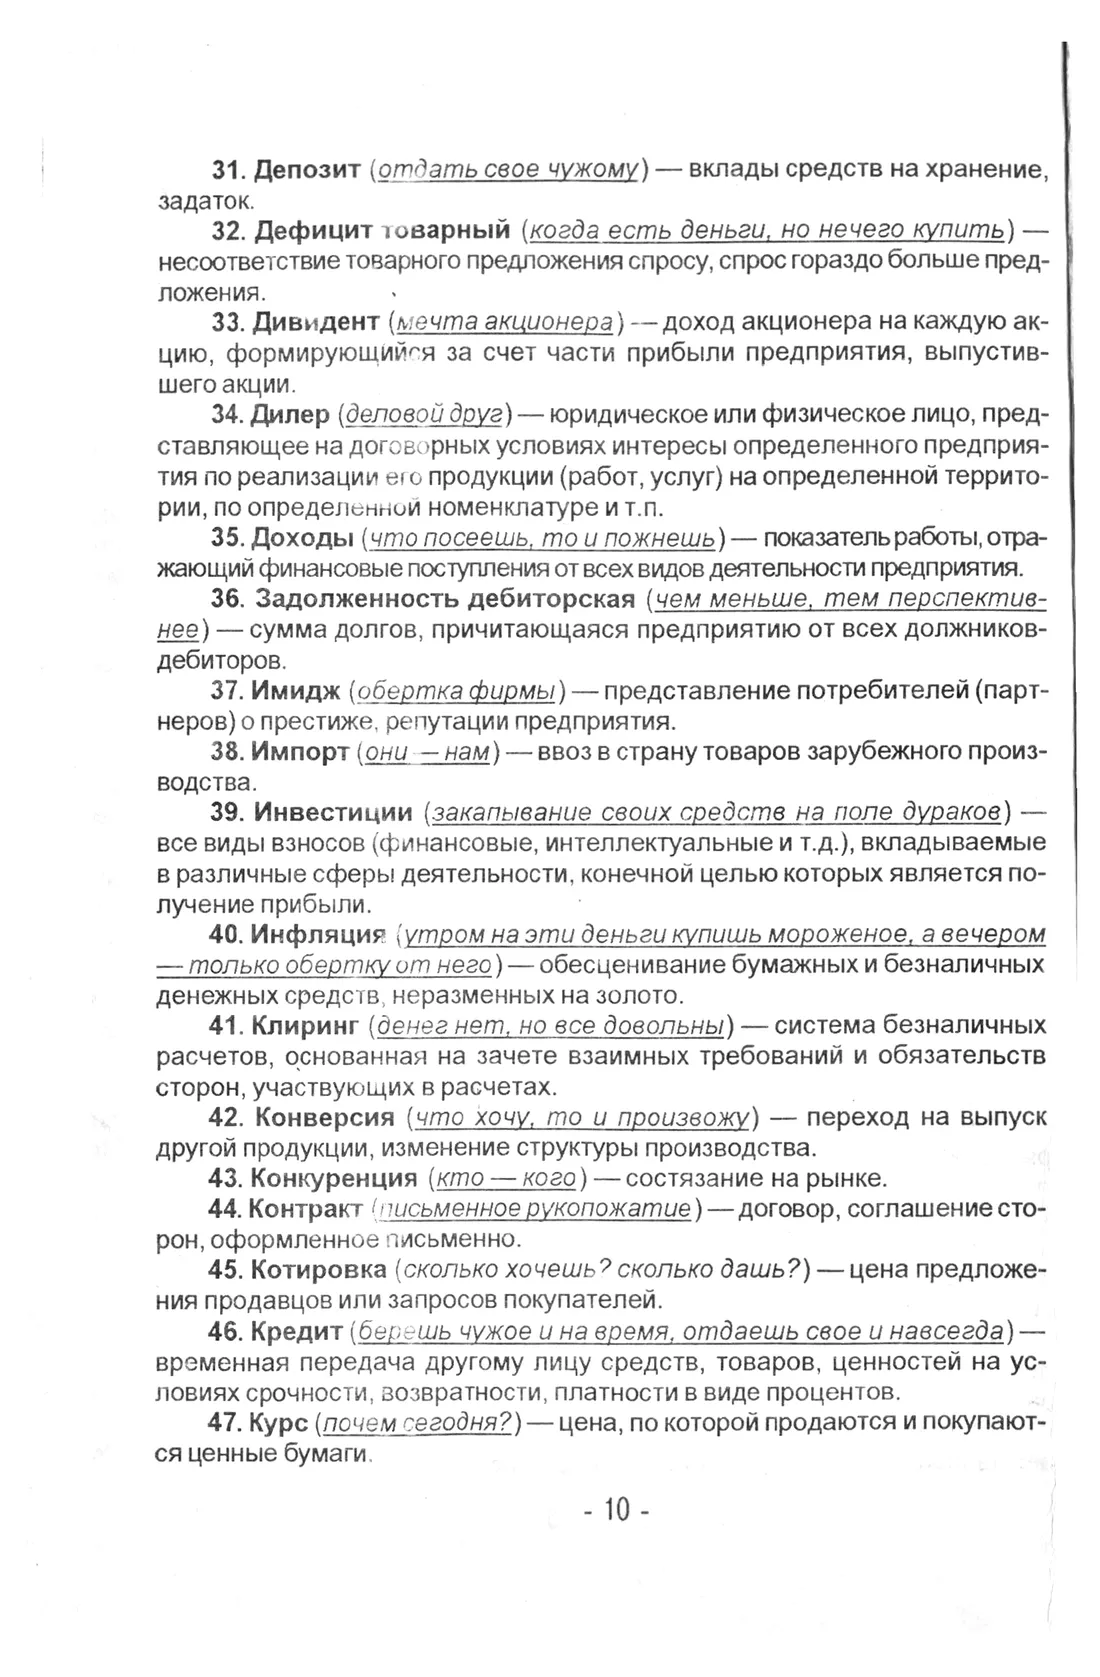 31. Депозит (отдать свое чужому) — вклады средств на хранение,
задаток.
32. Дефицит товарный (когда есть деньги, но нечего купить) —
несоответствие товарного предложения спросу, спрос гораздо больше пред-
ложения.
33. Дивидент (мечта акционера) — доход акционера на каждую ак-
цию, формирующийся за счет части прибыли предприятия, выпустив-
шего акции.
34. Дилер (деловой друг) — юридическое или физическое лицо, пред-
ставляющее на договорных условиях интересы определенного предприя-
тия по реализации его продукции (работ, услуг) на определенной террито-
рии, по определенной номенклатуре и т.п.
35. Доходы (что посеешь, то и пожнешь) — показатель работы, отра-
жающий финансовые поступления от всех видов деятельности предприятия.
36. Задолженность дебиторская (чем меньше, тем перспектив-
нее) — сумма долгов, причитающаяся предприятию от всех должников-
дебиторов.
37. Имидж (обертка фирмы) — представление потребителей (парт-
неров) о престиже, репутации предприятия.
38. Импорт (они — нам) — ввоз в страну товаров зарубежного произ-
водства.
39. Инвестиции (закапывание своих средств на поле дураков) —
все виды взносов (финансовые, интеллектуальные и т.д.), вкладываемые
в различные сферы деятельности, конечной целью которых является по-
лучение прибыли.
40. Инфляция (утром на эти деньги купишь мороженое, а вечером
— только обертку от него) — обесценивание бумажных и безналичных
денежных средств, неразменных на золото.
41. Клиринг (денег нет, но все довольны) — система безналичных
расчетов, основанная на зачете взаимных требований и обязательств
сторон, участвующих в расчетах.
42. Конверсия (что хочу, то и произвожу) — переход на выпуск
другой продукции, изменение структуры производства.
43. Конкуренция (кто — кого) — состязание на рынке.
44. Контракт (письменное рукопожатие) — договор, соглашение сто-
рон, оформленное письменно.
45. Котировка (сколько хочешь? сколько дашь?) — цена предложе-
ния продавцов или запросов покупателей.
46. Кредит (берешь чужое и на время, отдаешь свое и навсегда) —
временная передача другому лицу средств, товаров, ценностей на ус-
ловиях срочности, возвратности, платности в виде процентов.
47. Курс (почем сегодня?) — цена, по которой продаются и покупают-
ся ценные бумаги.
- 10 -